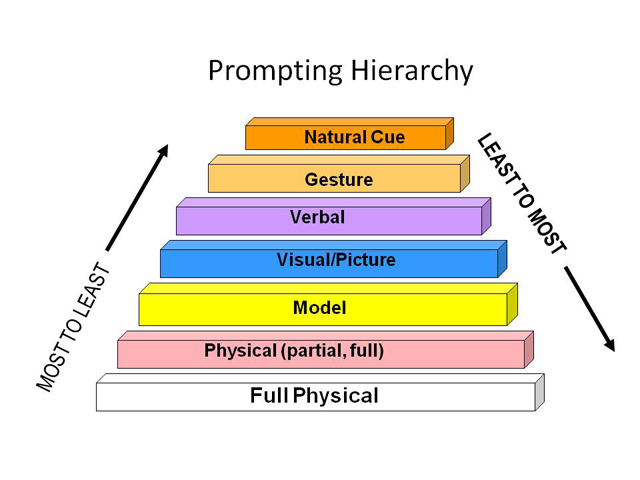 Prompting Hierarchy
Natural Cue
Gesture
Verbal
Visual/Picture
Model
Physical (partial, full)
Full Physical
MOST TO LEAST
LEAST TO MOST